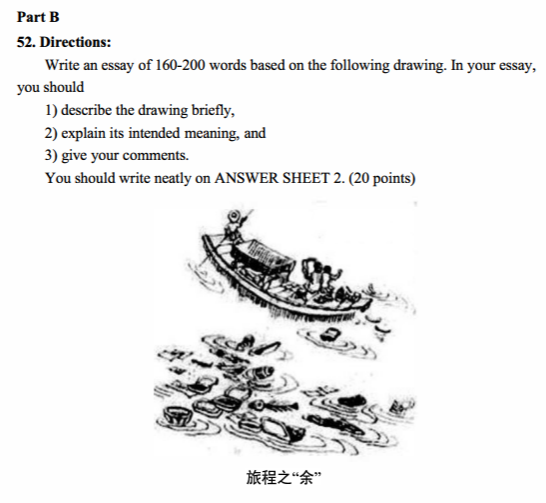 Part B
52. Directions:
Write an essay of 160-200 words based on the following drawing. In your essay,
you should
1) describe the drawing briefly,
2) explain its intended meaning, and
3) give your comments.
You should write neatly on ANSWER SHEET 2. (20 points)
旅程之“余”